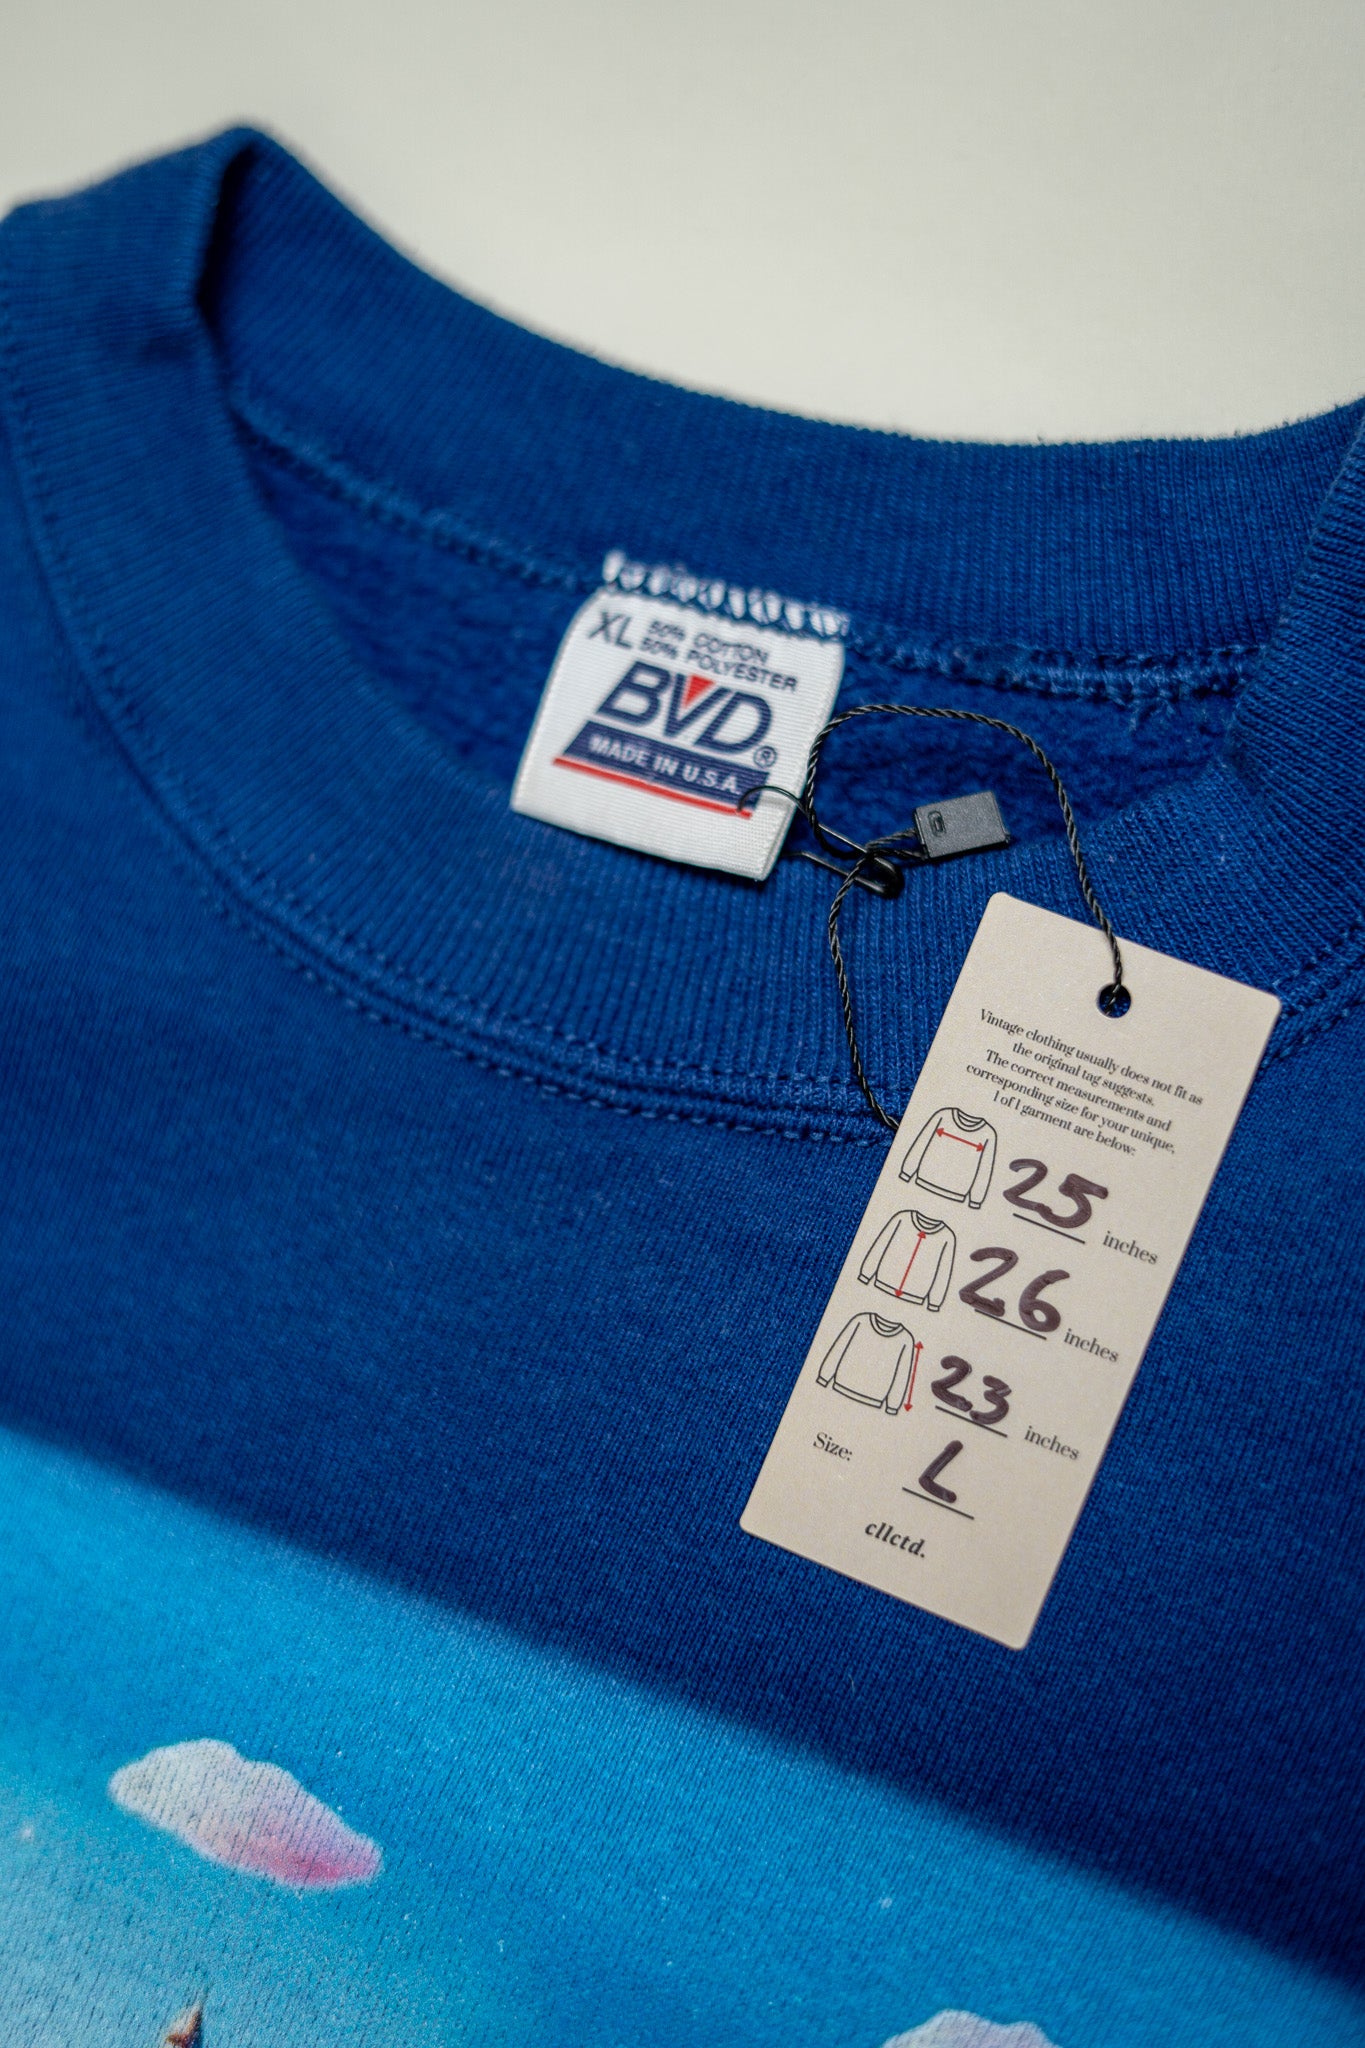 XL 50% COTTON
50% POLYESTER
BVD®
MADE IN U.S.A.
Vintage clothing usually does not fit as
the original tag suggests.
The correct measurements and
corresponding size for your unique,
1 of 1 garment are below:
25 inches
26 inches
23 inches
Size: L
cllctd.